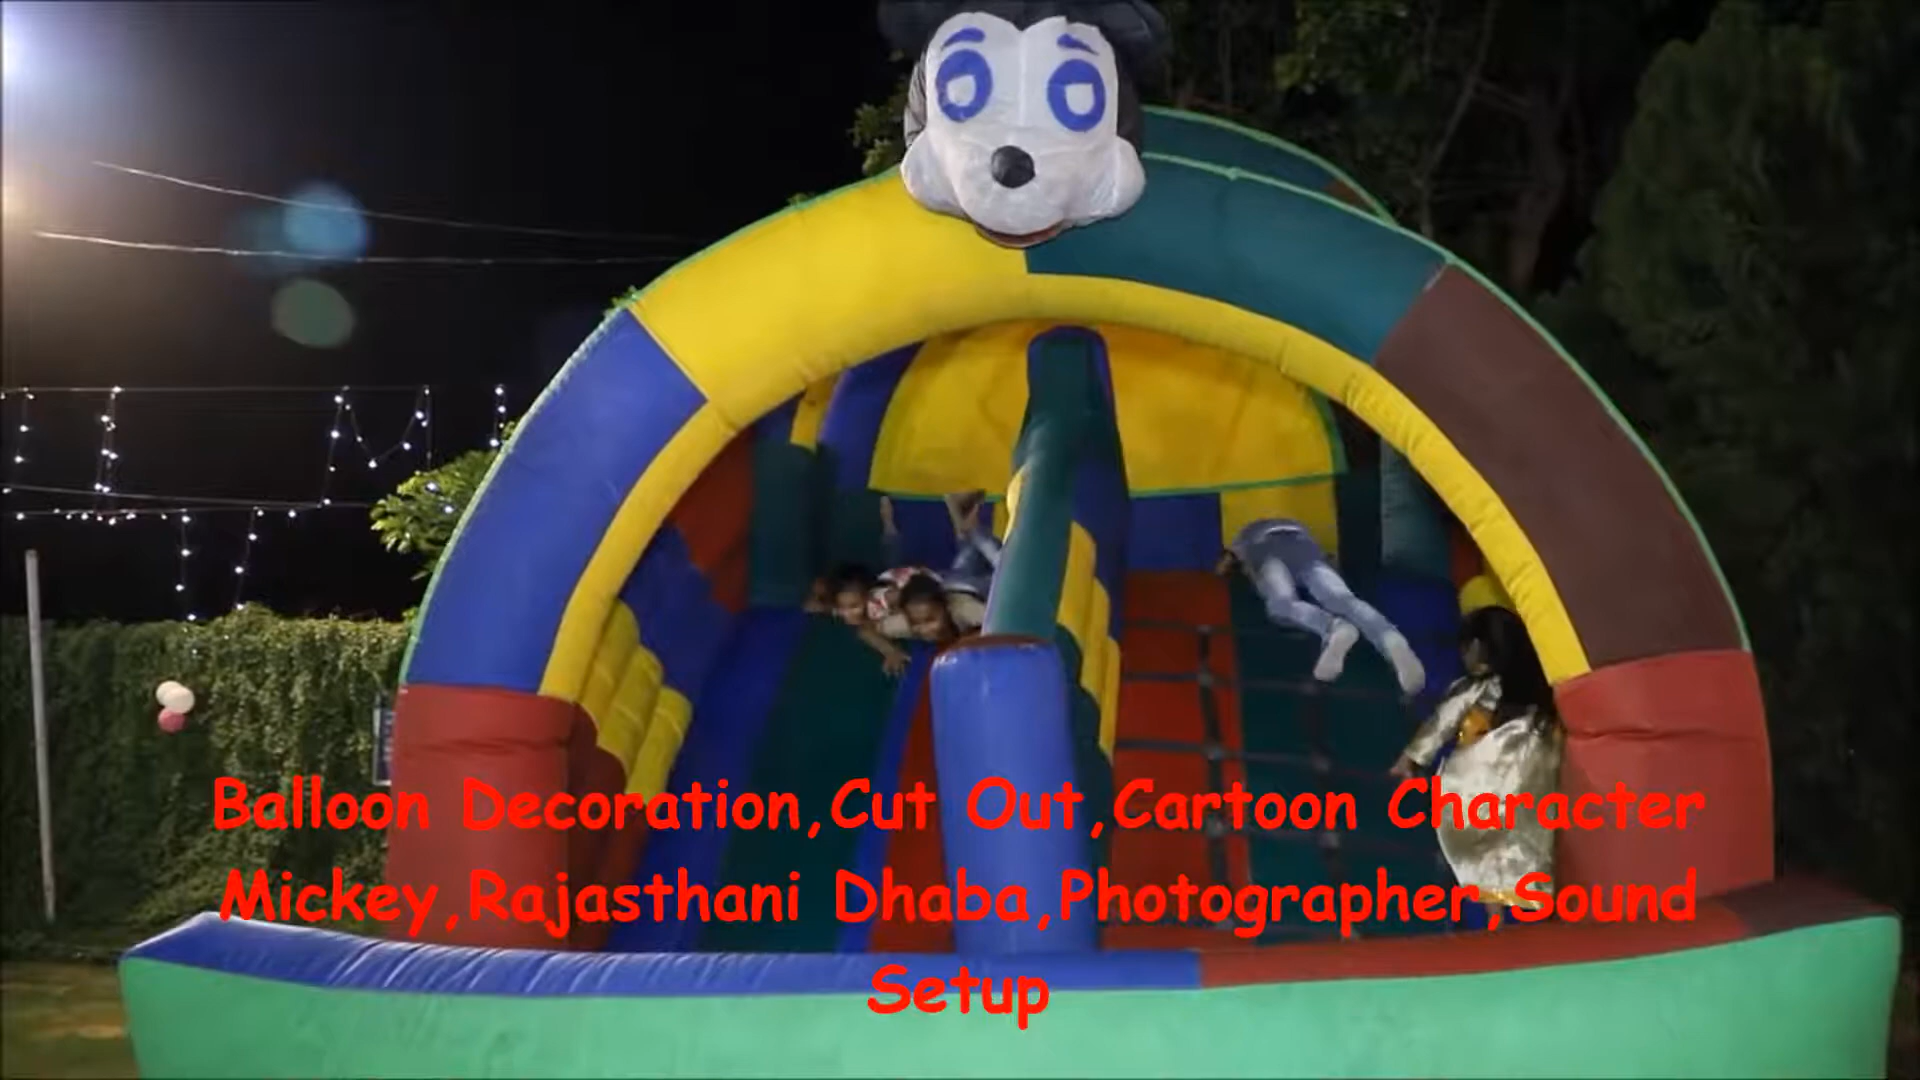 Balloon Decoration,Cut Out,Cartoon Character
Mickey,Rajasthani Dhaba,Photographer,Sound
Setup